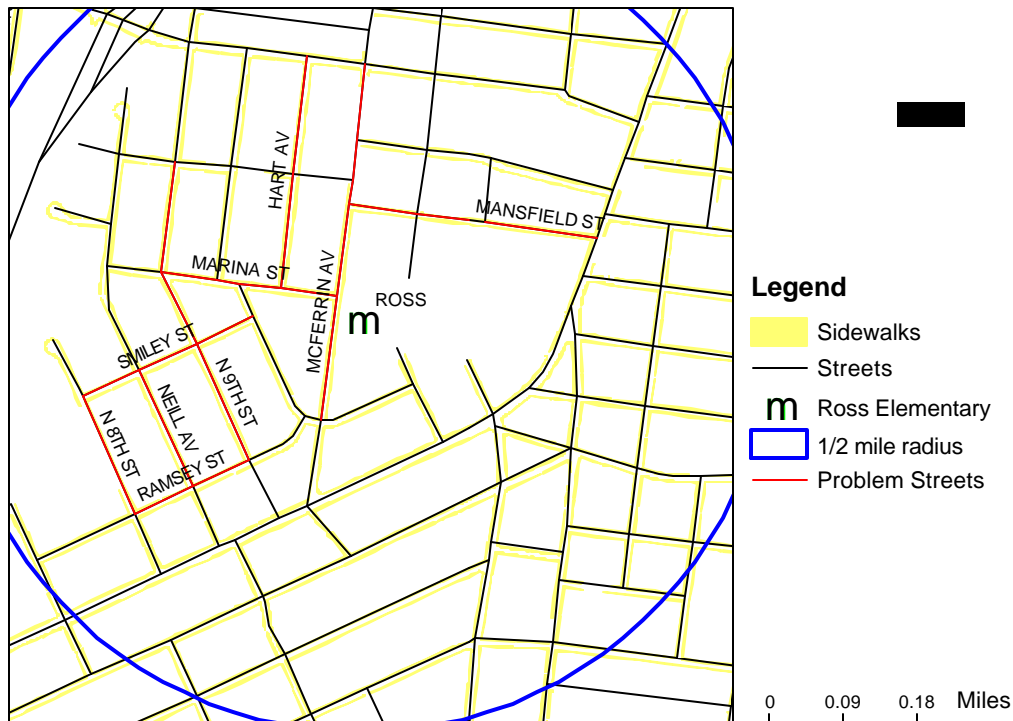 HART AV
MANSFIELD ST
MARINA ST
MCFERRIN AV
ROSS
m
SMILEY ST
N 9TH ST
NEILL AV
N 8TH ST
RAMSEY ST
Legend
Sidewalks
Streets
m Ross Elementary
1/2 mile radius
Problem Streets
0 0.09 0.18 Miles